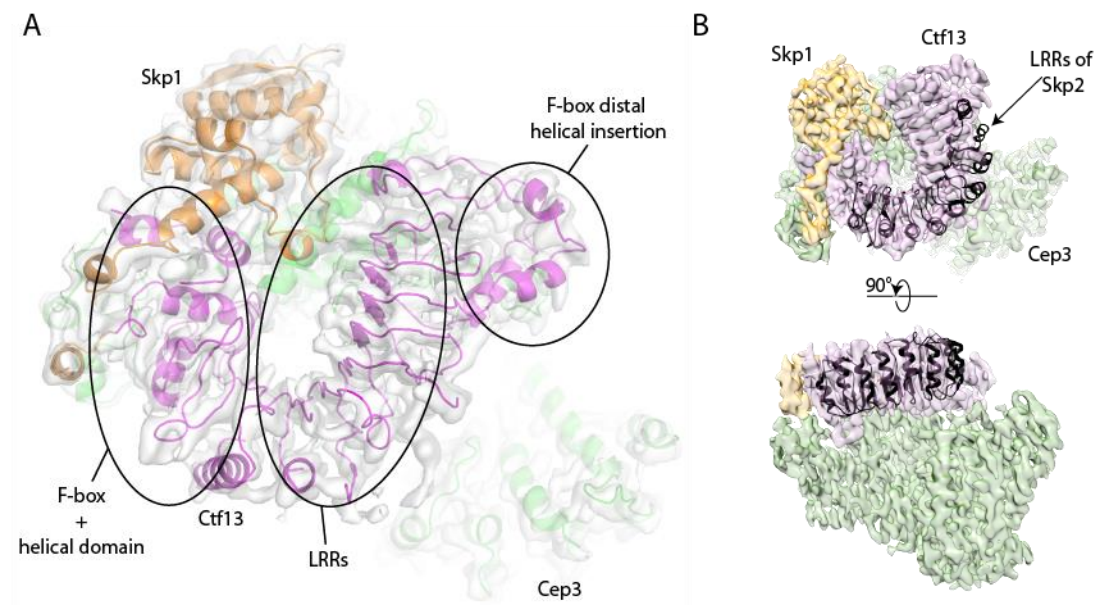 A
Skp1
F-box distal
helical insertion
F-box
+
helical domain
Ctf13
LRRs
Cep3
B
Skp1
Ctf13
LRRs of
Skp2
Cep3
90°